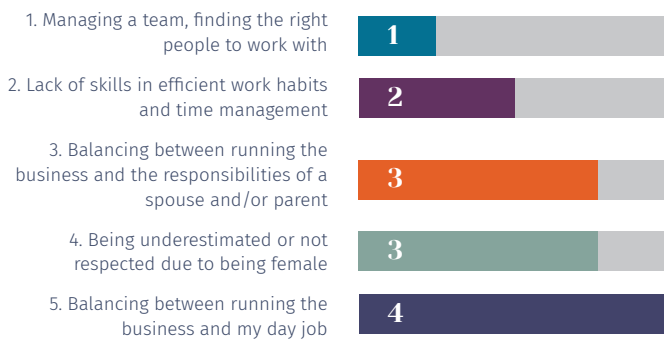 1. Managing a team, finding the right
people to work with
1
2. Lack of skills in efficient work habits
and time management
2
3. Balancing between running the
business and the responsibilities of a
spouse and/or parent
3
4. Being underestimated or not
respected due to being female
3
5. Balancing between running the
business and my day job
4